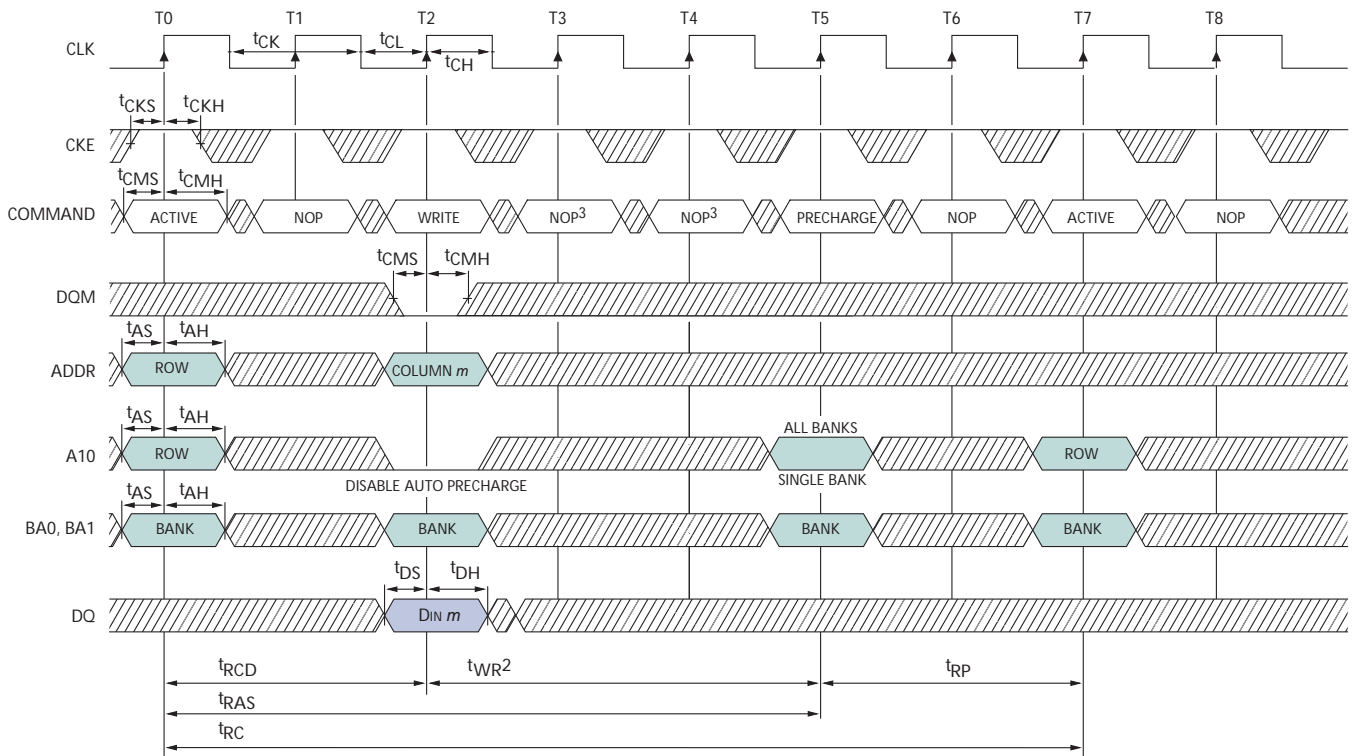 T0 T1 T2 T3 T4 T5 T6 T7 T8
CLK tCK tCL tCH
tCKS tCKH
CKE
tCMS tCMH
COMMAND ACTIVE NOP WRITE NOP3 NOP3 PRECHARGE NOP ACTIVE NOP
tCMS tCMH
DQM
tAS tAH
ADDR ROW COLUMN m
tAS tAH ALL BANKS
A10 ROW ROW
DISABLE AUTO PRECHARGE SINGLE BANK
tAS tAH
BA0, BA1 BANK BANK BANK BANK
tDS tDH
DQ DIN m
tRCD tWR2 tRP
tRAS
tRC